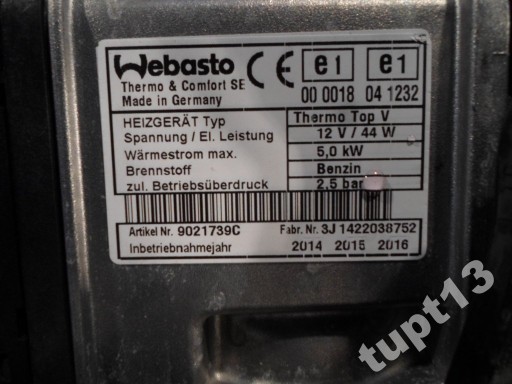 Webasto
Thermo & Comfort SE
Made in Germany
CE e1 e1
00 0018 04 1232
HEIZGERÄT Typ Thermo Top V
Spannung / El. Leistung 12 V / 44 W
Wärmestrom max. 5,0 kW
Brennstoff Benzin
zul. Betriebsüberdruck 2,5 bar
Artikel Nr. 9021739C Fabr. Nr. 3J 1422038752
Inbetriebnahmejahr 2014 2015 2016
tupt13